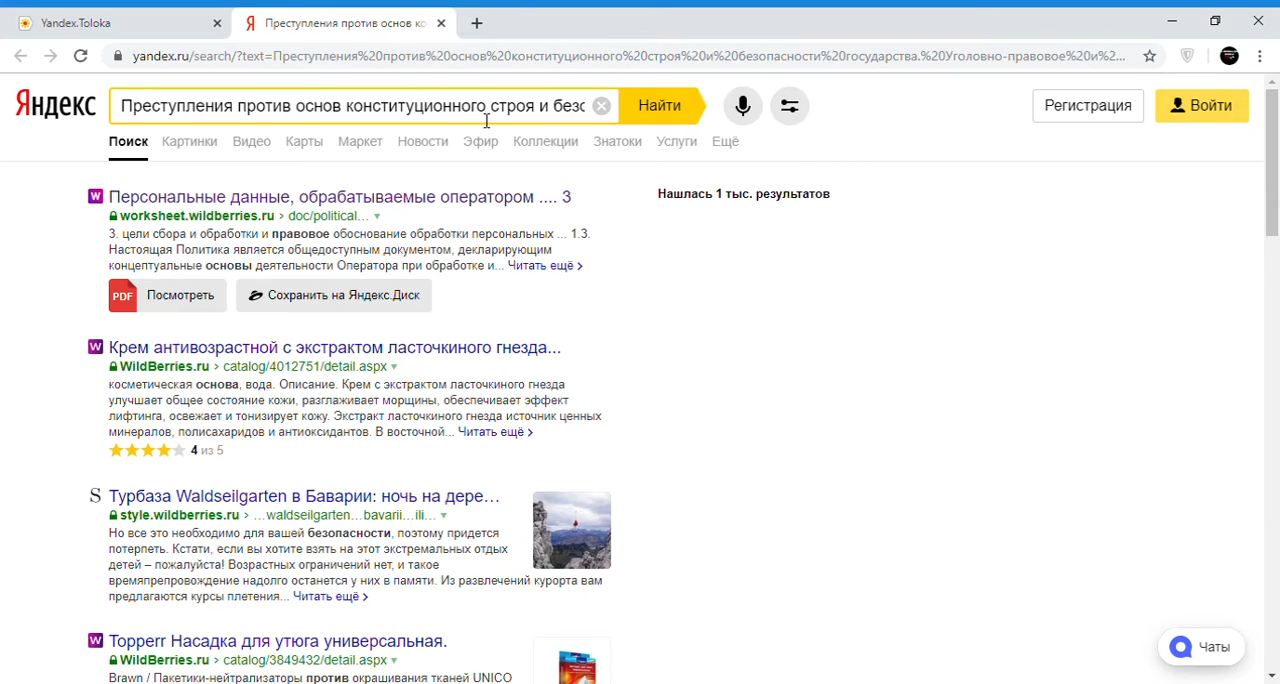 Yandex.Toloka
Преступления против основ ко
yandex.ru/search/?text=Преступления%20против%20основ%20конституционного%20строя%20и%20безопасности%20государства.%20Уголовно-правовое%20и%2...
Яндекс
Преступления против основ конституционного строя и безо
Найти
Регистрация
Войти
Поиск Картинки Видео Карты Маркет Новости Эфир Коллекции Знатоки Услуги Ещё
Персональные данные, обрабатываемые оператором .... 3
worksheet.wildberries.ru › doc/political...
3. цели сбора и обработки и правовое обоснование обработки персональных ... 1.3.
Настоящая Политика является общедоступным документом, декларирующим
концептуальные основы деятельности Оператора при обработке и... Читать ещё ›
PDF Посмотреть
Сохранить на Яндекс.Диск
Нашлась 1 тыс. результатов
W Крем антивозрастной с экстрактом ласточкиного гнезда...
WildBerries.ru › catalog/4012751/detail.aspx
косметическая основа, вода. Описание. Крем с экстрактом ласточкиного гнезда
улучшает общее состояние кожи, разглаживает морщины, обеспечивает эффект
лифтинга, освежает и тонизирует кожу. Экстракт ласточкиного гнезда источник ценных
минералов, полисахаридов и антиоксидантов. В восточной... Читать ещё ›
4 из 5
S Турбаза Waldseilgarten в Баварии: ночь на дере...
style.wildberries.ru › ...waldseilgarten...bavarii...ili...
Но все это необходимо для вашей безопасности, поэтому придется
потерпеть. Кстати, если вы хотите взять на этот экстремальных отдых
детей – пожалуйста! Возрастных ограничений нет, и такое
времяпрепровождение надолго останется у них в памяти. Из развлечений курорта вам
предлагаются курсы плетения... Читать ещё ›
W Topperr Насадка для утюга универсальная.
WildBerries.ru › catalog/3849432/detail.aspx
Brawn / Пакетики-нейтрализаторы против окрашивания тканей UNICO
Чаты